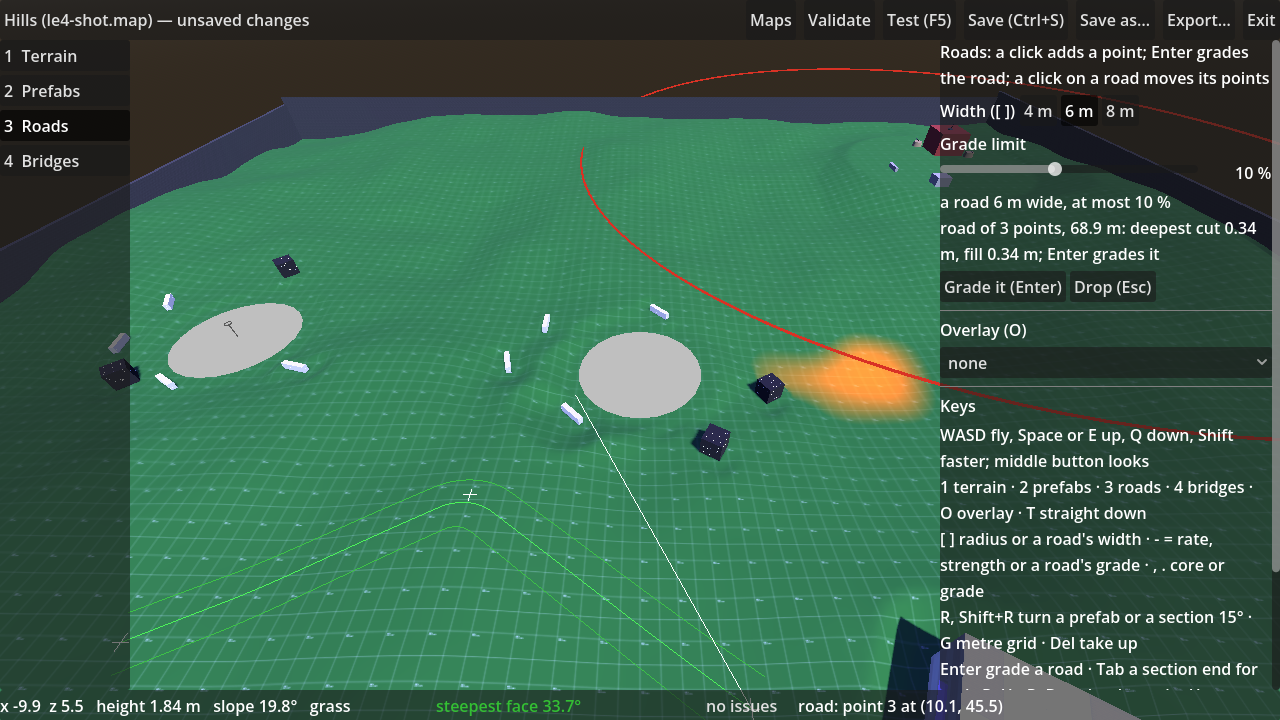 Hills (le4-shot.map) — unsaved changes
Maps Validate Test (F5) Save (Ctrl+S) Save as... Export... Exit
1 Terrain
2 Prefabs
3 Roads
4 Bridges
Roads: a click adds a point; Enter grades
the road; a click on a road moves its points
Width ([ ]) 4 m 6 m 8 m
Grade limit
10 %
a road 6 m wide, at most 10 %
road of 3 points, 68.9 m: deepest cut 0.34
m, fill 0.34 m; Enter grades it
Grade it (Enter) Drop (Esc)
Overlay (O)
none
Keys
WASD fly, Space or E up, Q down, Shift
faster; middle button looks
1 terrain · 2 prefabs · 3 roads · 4 bridges ·
O overlay · T straight down
[ ] radius or a road's width · - = rate,
strength or a road's grade · , . core or
grade
R, Shift+R turn a prefab or a section 15° ·
G metre grid · Del take up
Enter grade a road · Tab a section end for
x -9.9 z 5.5 height 1.84 m slope 19.8° grass steepest face 33.7° no issues road: point 3 at (10.1, 45.5)